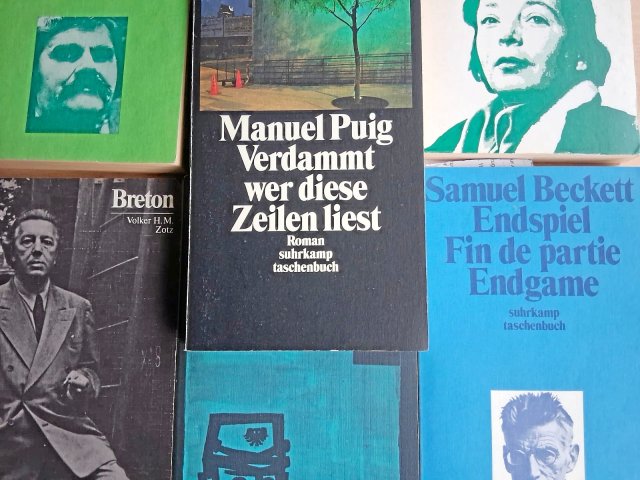 Manuel Puig
Verdammt
wer diese
Zeilen liest
Roman
suhrkamp
taschenbuch
Breton
Volker H.M.
Zotz
Samuel Beckett
Endspiel
Fin de partie
Endgame
suhrkamp
taschenbuch